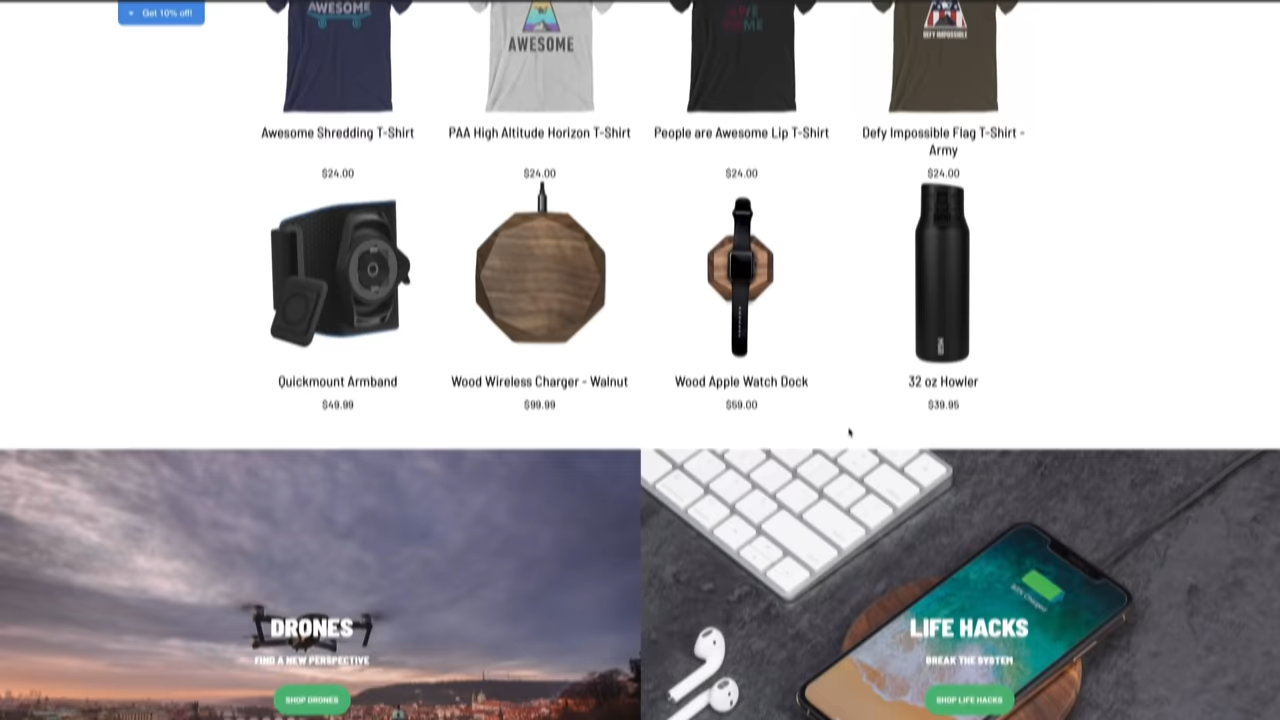 Get 10% off!
AWESOME
AWESOME
AWE
ME
DEFY IMPOSSIBLE
Awesome Shredding T-Shirt
PAA High Altitude Horizon T-Shirt
People are Awesome Lip T-Shirt
Defy Impossible Flag T-Shirt -
Army
$24.00
$24.00
$24.00
$24.00
Quickmount Armband
Wood Wireless Charger - Walnut
Wood Apple Watch Dock
32 oz Howler
$49.99
$99.99
$59.00
$39.95
DRONES
FIND A NEW PERSPECTIVE
SHOP DRONES
LIFE HACKS
BREAK THE SYSTEM
SHOP LIFE HACKS